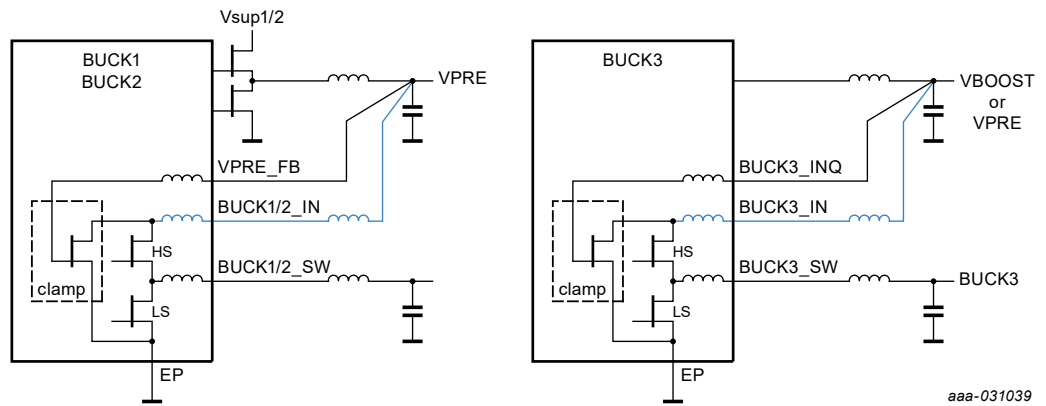 Vsup1/2
BUCK1
BUCK2
VPRE
VPRE_FB
BUCK1/2_IN
HS
BUCK1/2_SW
clamp
LS
EP
BUCK3
VBOOST
or
VPRE
BUCK3_INQ
BUCK3_IN
HS
BUCK3_SW
BUCK3
clamp
LS
EP
aaa-031039